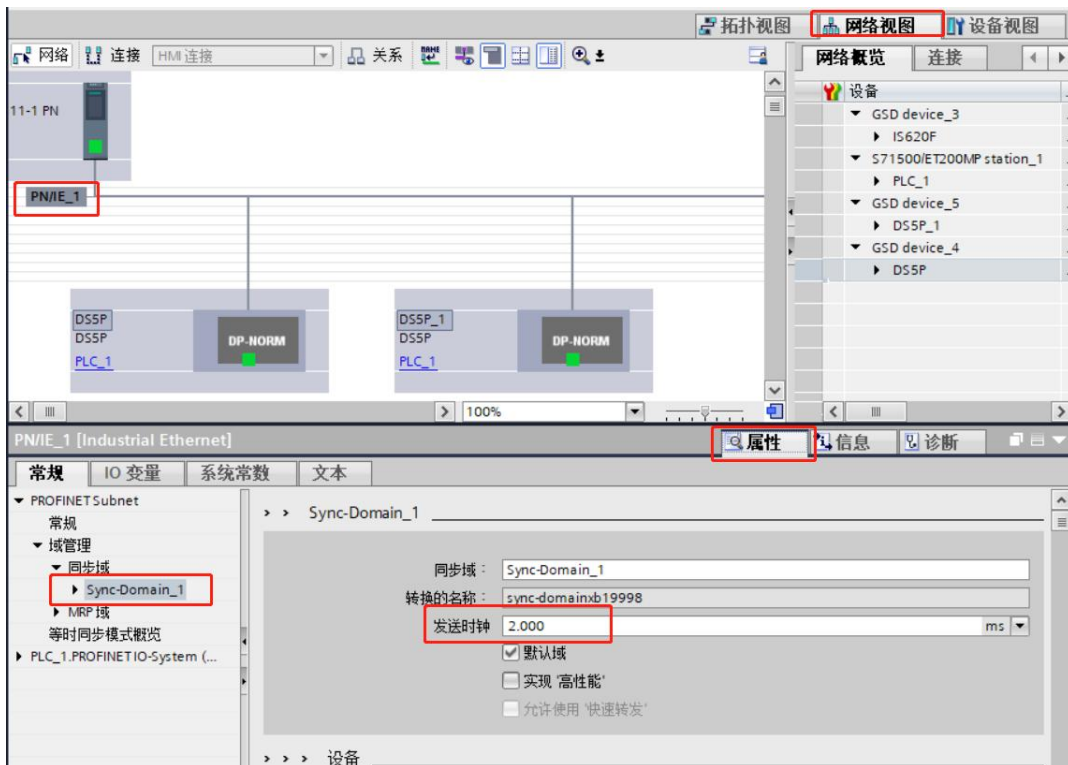 拓扑视图 网络视图 设备视图
网络 连接 HMI 连接 关系
网络概览 连接
11-1 PN
设备
GSD device_3
IS620F
S71500/ET200MP station_1
PLC_1
GSD device_5
DS5P_1
GSD device_4
DS5P
PN/IE_1
DS5P
DS5P
PLC_1
DP-NORM
DS5P_1
DS5P
PLC_1
DP-NORM
100%
PN/IE_1 [Industrial Ethernet]
属性 信息 诊断
常规 IO 变量 系统常数 文本
PROFINET Subnet
常规
域管理
同步域
Sync-Domain_1
MRP 域
等时同步模式概览
PLC_1.PROFINET IO-System (...
Sync-Domain_1
同步域: Sync-Domain_1
转换的名称: sync-domainxb19998
发送时钟 2.000 ms
默认域
实现 '高性能'
允许使用 '快速转发'
设备